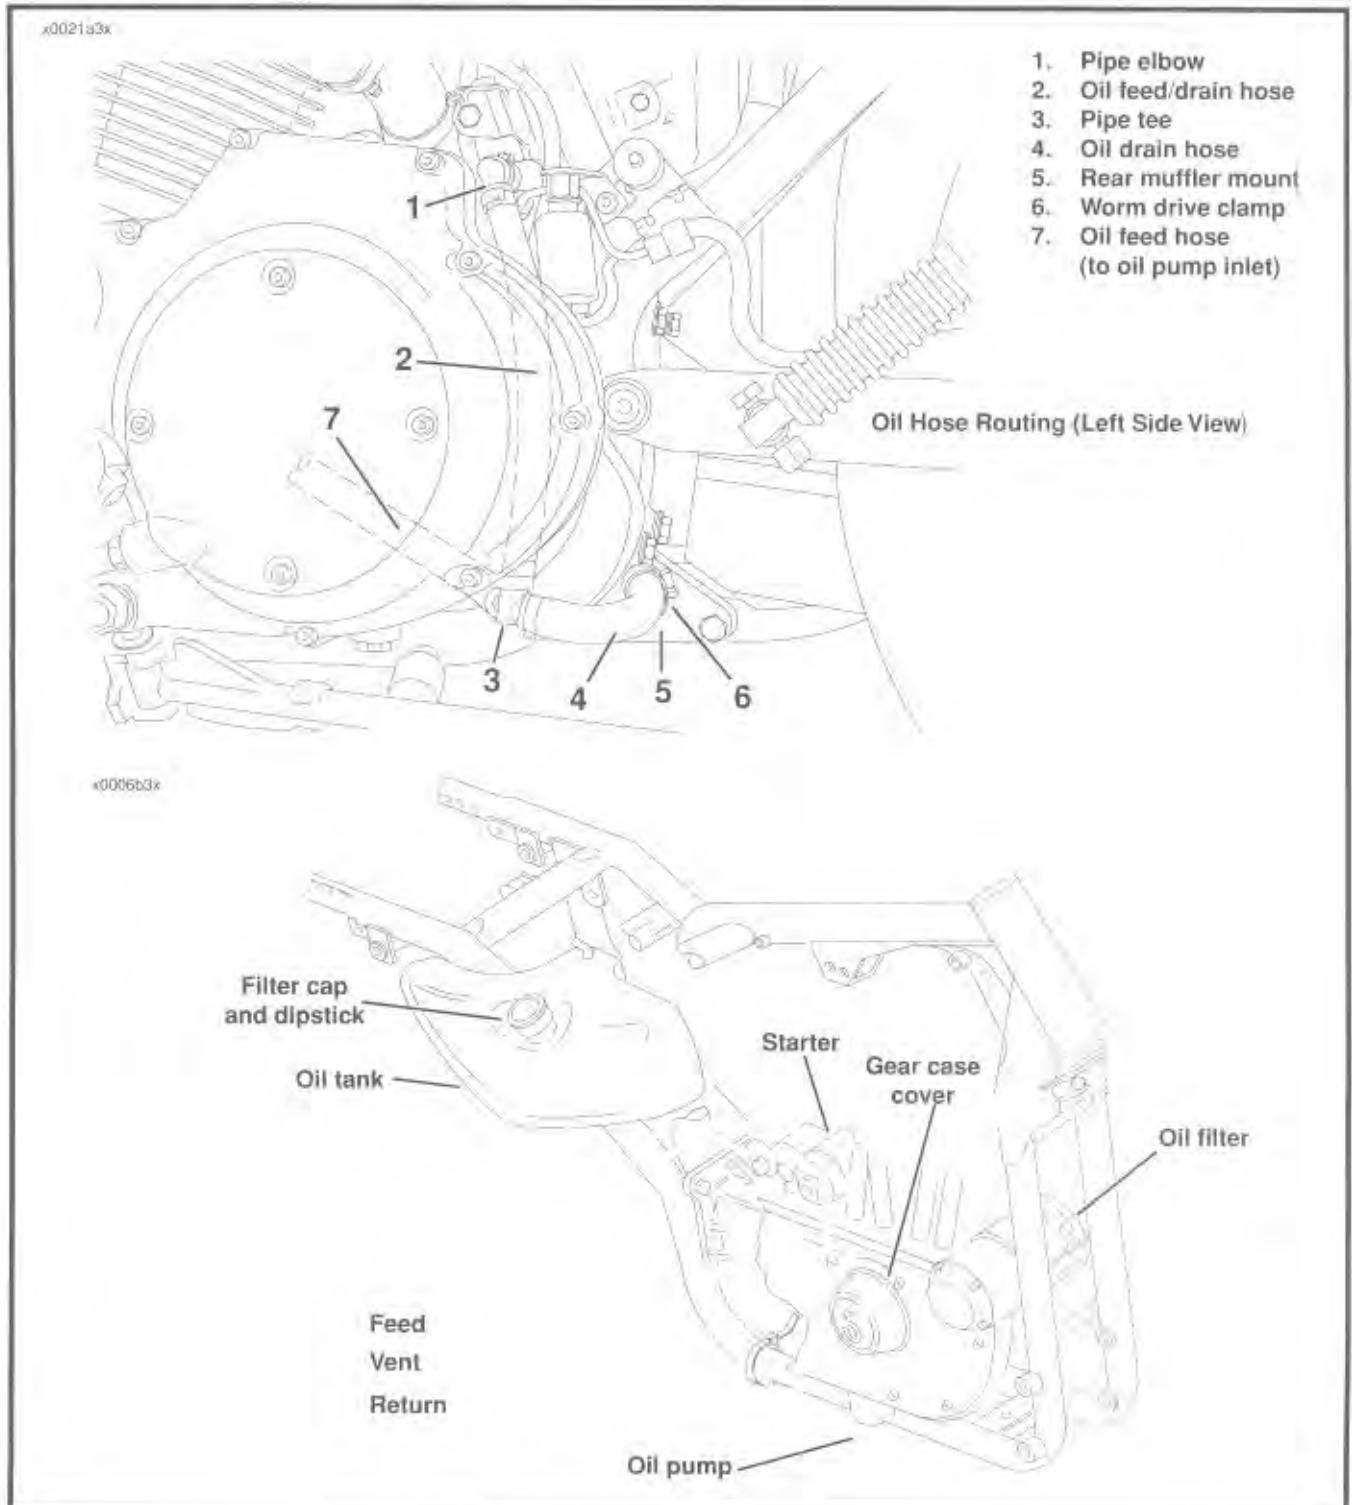 x0021a3x
1. Pipe elbow
2. Oil feed/drain hose
3. Pipe tee
4. Oil drain hose
5. Rear muffler mount
6. Worm drive clamp
7. Oil feed hose
(to oil pump inlet)
1
2
7
Oil Hose Routing (Left Side View)
3
4
5
6
x0006b3x
Filter cap
and dipstick
Oil tank
Starter
Gear case
cover
Oil filter
Feed
Vent
Return
Oil pump